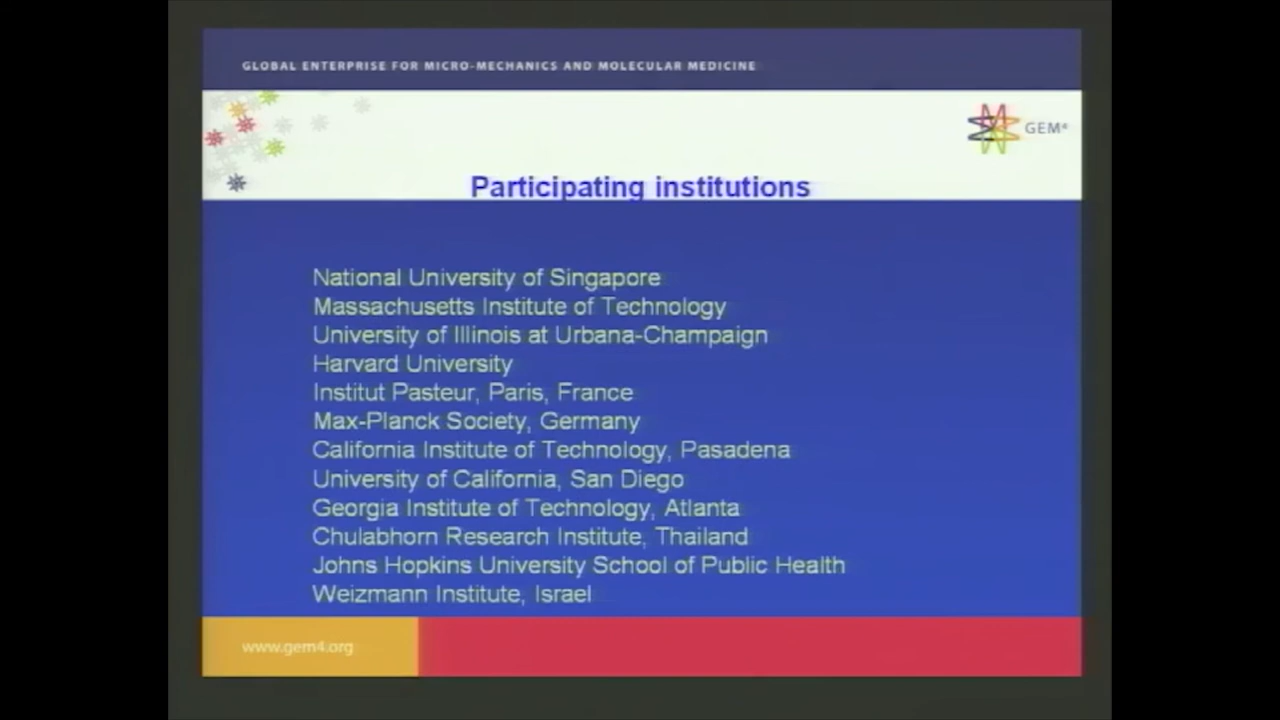 GLOBAL ENTERPRISE FOR MICRO-MECHANICS AND MOLECULAR MEDICINE
GEM⁴
Participating institutions
National University of Singapore
Massachusetts Institute of Technology
University of Illinois at Urbana-Champaign
Harvard University
Institut Pasteur, Paris, France
Max-Planck Society, Germany
California Institute of Technology, Pasadena
University of California, San Diego
Georgia Institute of Technology, Atlanta
Chulabhorn Research Institute, Thailand
Johns Hopkins University School of Public Health
Weizmann Institute, Israel
www.gem4.org